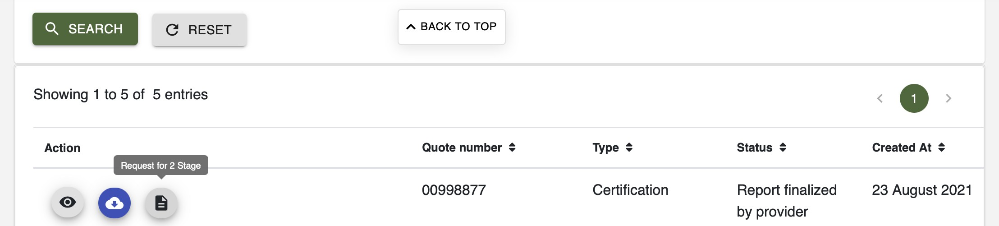 SEARCH
RESET
BACK TO TOP
Showing 1 to 5 of 5 entries
1
Action
Quote number
Type
Status
Created At
Request for 2 Stage
00998877
Certification
Report finalized
by provider
23 August 2021